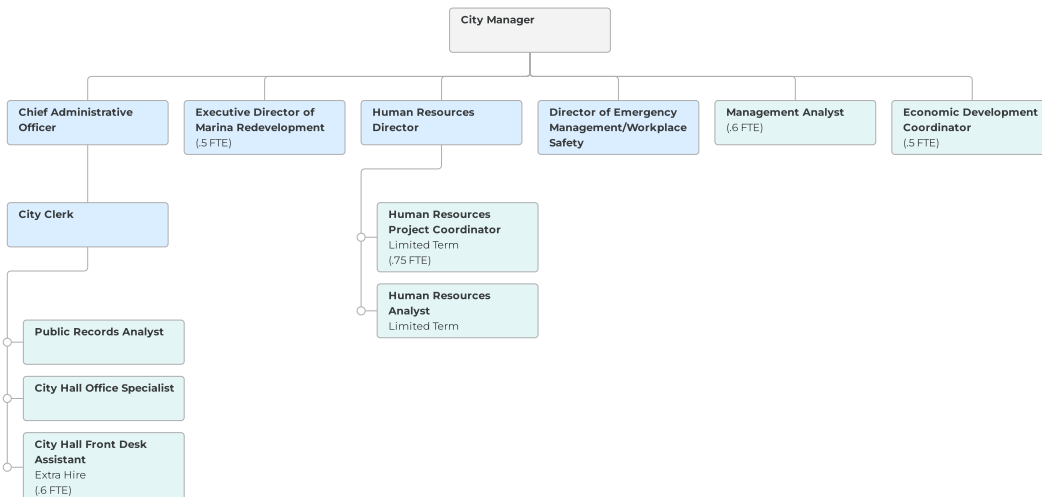 City Manager
Chief Administrative
Officer
Executive Director of
Marina Redevelopment
(.5 FTE)
Human Resources
Director
Director of Emergency
Management/Workplace
Safety
Management Analyst
(.6 FTE)
Economic Development
Coordinator
(.5 FTE)
City Clerk
Human Resources
Project Coordinator
Limited Term
(.75 FTE)
Human Resources
Analyst
Limited Term
Public Records Analyst
City Hall Office Specialist
City Hall Front Desk
Assistant
Extra Hire
(.6 FTE)